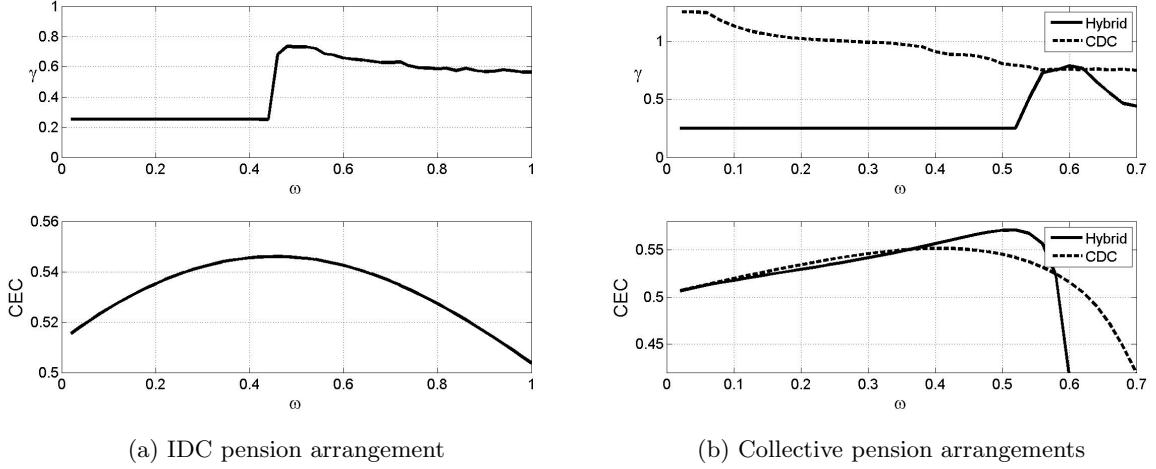 1
0.8
0.6
0.4
0.2
0
γ
0 0.2 0.4 0.6 0.8 1
ω
0.56
0.54
0.52
0.5
CEC
0 0.2 0.4 0.6 0.8 1
ω
(a) IDC pension arrangement
1
0.5
0
γ
Hybrid
CDC
0 0.1 0.2 0.3 0.4 0.5 0.6 0.7
ω
0.55
0.5
0.45
CEC
Hybrid
CDC
0 0.1 0.2 0.3 0.4 0.5 0.6 0.7
ω
(b) Collective pension arrangements